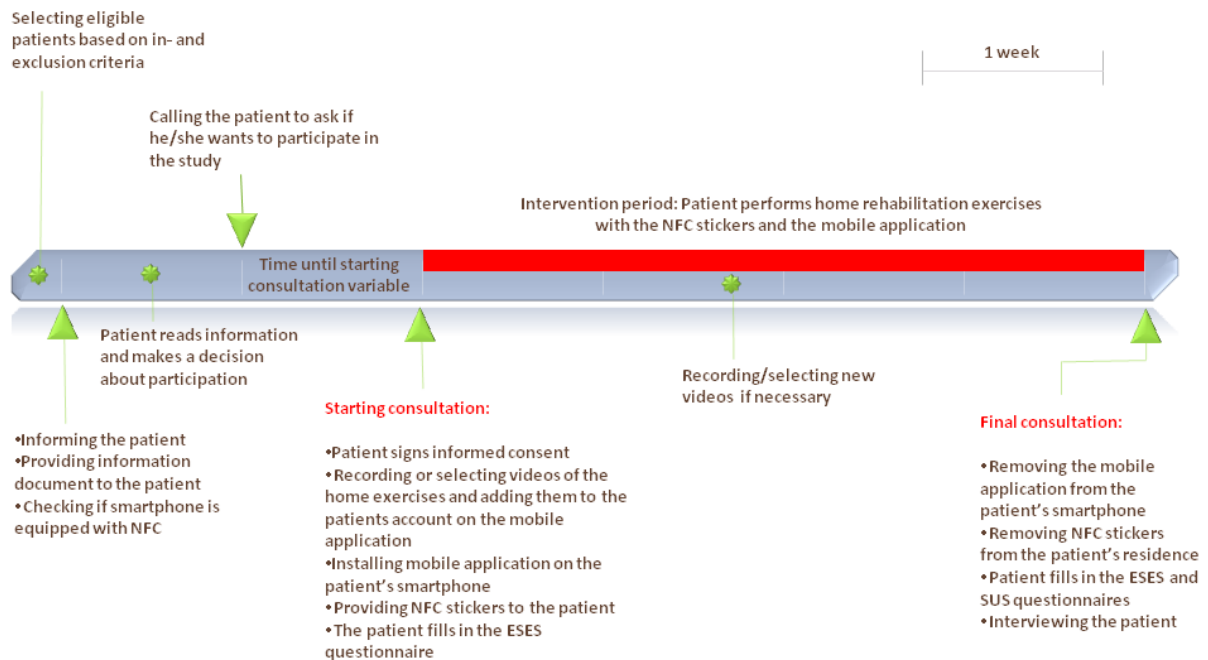 Selecting eligible
patients based on in- and
exclusion criteria
1 week
Calling the patient to ask if
he/she wants to participate in
the study
Intervention period: Patient performs home rehabilitation exercises
with the NFC stickers and the mobile application
Time until starting
consultation variable
Patient reads information
and makes a decision
about participation
Recording/selecting new
videos if necessary
•Informing the patient
•Providing information
document to the patient
•Checking if smartphone is
equipped with NFC
Starting consultation:
•Patient signs informed consent
•Recording or selecting videos of the
home exercises and adding them to the
patients account on the mobile
application
•Installing mobile application on the
patient's smartphone
•Providing NFC stickers to the patient
•The patient fills in the ESES
questionnaire
Final consultation:
•Removing the mobile
application from the
patient's smartphone
•Removing NFC stickers
from the patient's residence
•Patient fills in the ESES and
SUS questionnaires
•Interviewing the patient